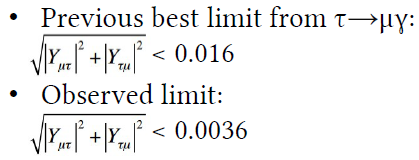 • Previous best limit from τ→μγ:
√|Y_μτ|² + |Y_τμ|² < 0.016
• Observed limit:
√|Y_μτ|² + |Y_τμ|² < 0.0036